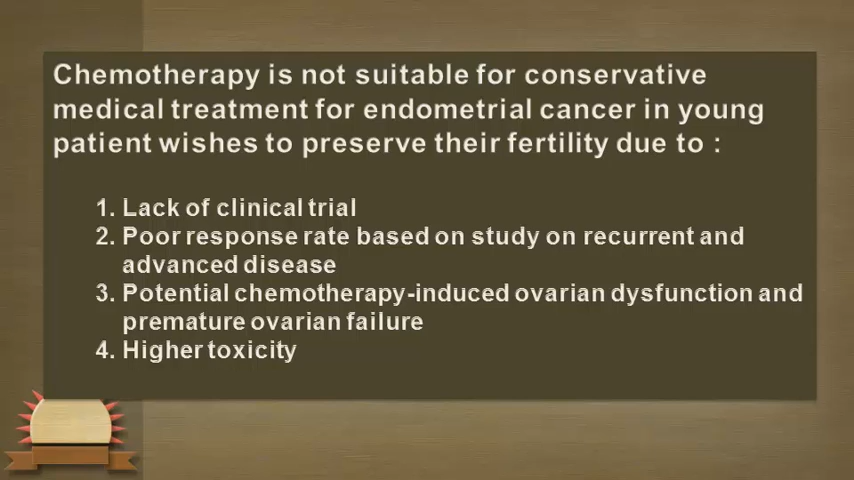 Chemotherapy is not suitable for conservative
medical treatment for endometrial cancer in young
patient wishes to preserve their fertility due to :
1. Lack of clinical trial
2. Poor response rate based on study on recurrent and
advanced disease
3. Potential chemotherapy-induced ovarian dysfunction and
premature ovarian failure
4. Higher toxicity